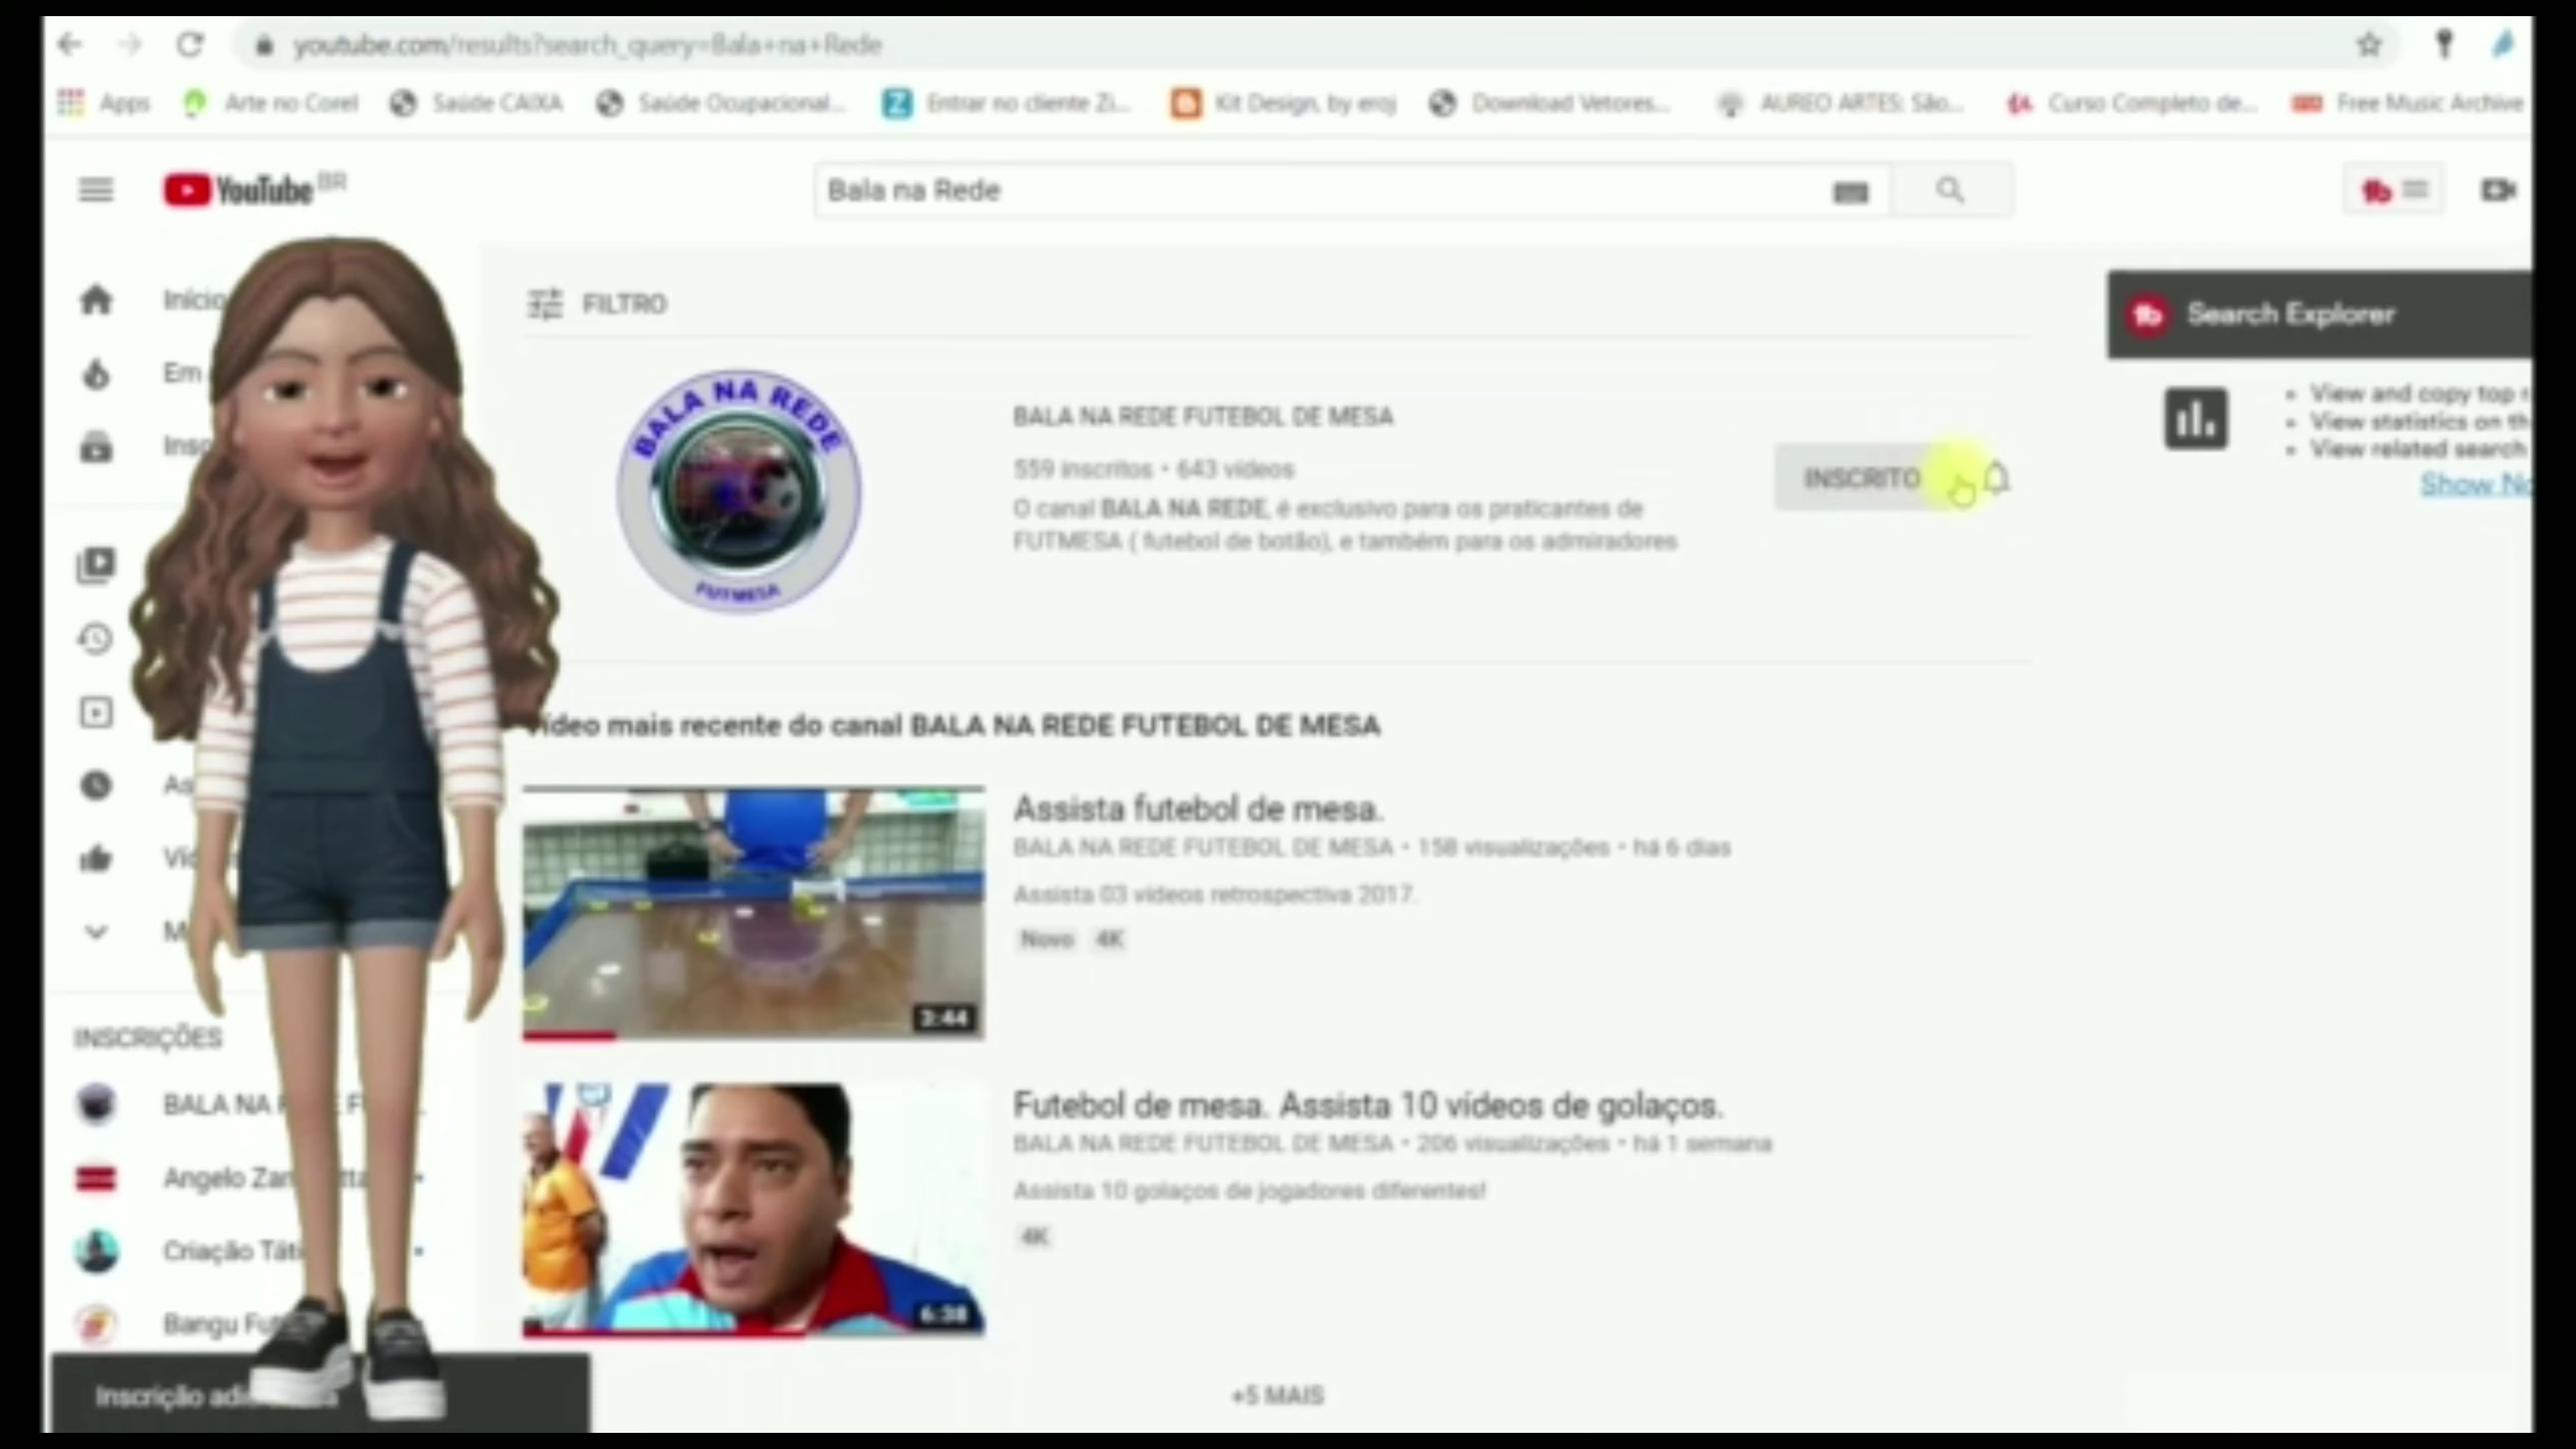 youtube.com/results?search_query=Bala+na+Rede
Apps
Arte no Corel
Saúde CAIXA
Saúde Ocupacional...
Entrar no cliente Zi...
Kit Design, by eroj
Download Vetores...
AUREO ARTES: São...
Curso Completo de...
Free Music Archive
YouTube BR
Bala na Rede
Início
Em
Insc
As
INSCRIÇÕES
BALA NA
Angelo Zan
Criação Táti
Bangu Fut
Inscrição adi
FILTRO
BALA NA REDE
FUTMESA
BALA NA REDE FUTEBOL DE MESA
559 inscritos • 643 vídeos
O canal BALA NA REDE, é exclusivo para os praticantes de
FUTMESA ( futebol de botão), e também para os admiradores
INSCRITO
Vídeo mais recente do canal BALA NA REDE FUTEBOL DE MESA
3:44
Assista futebol de mesa.
BALA NA REDE FUTEBOL DE MESA • 158 visualizações • há 6 dias
Assista 03 vídeos retrospectiva 2017.
Novo 4K
6:38
Futebol de mesa. Assista 10 vídeos de golaços.
BALA NA REDE FUTEBOL DE MESA • 206 visualizações • há 1 semana
Assista 10 golaços de jogadores diferentes!
4K
+5 MAIS
Search Explorer
View and copy top
View statistics on th
View related search
Show No